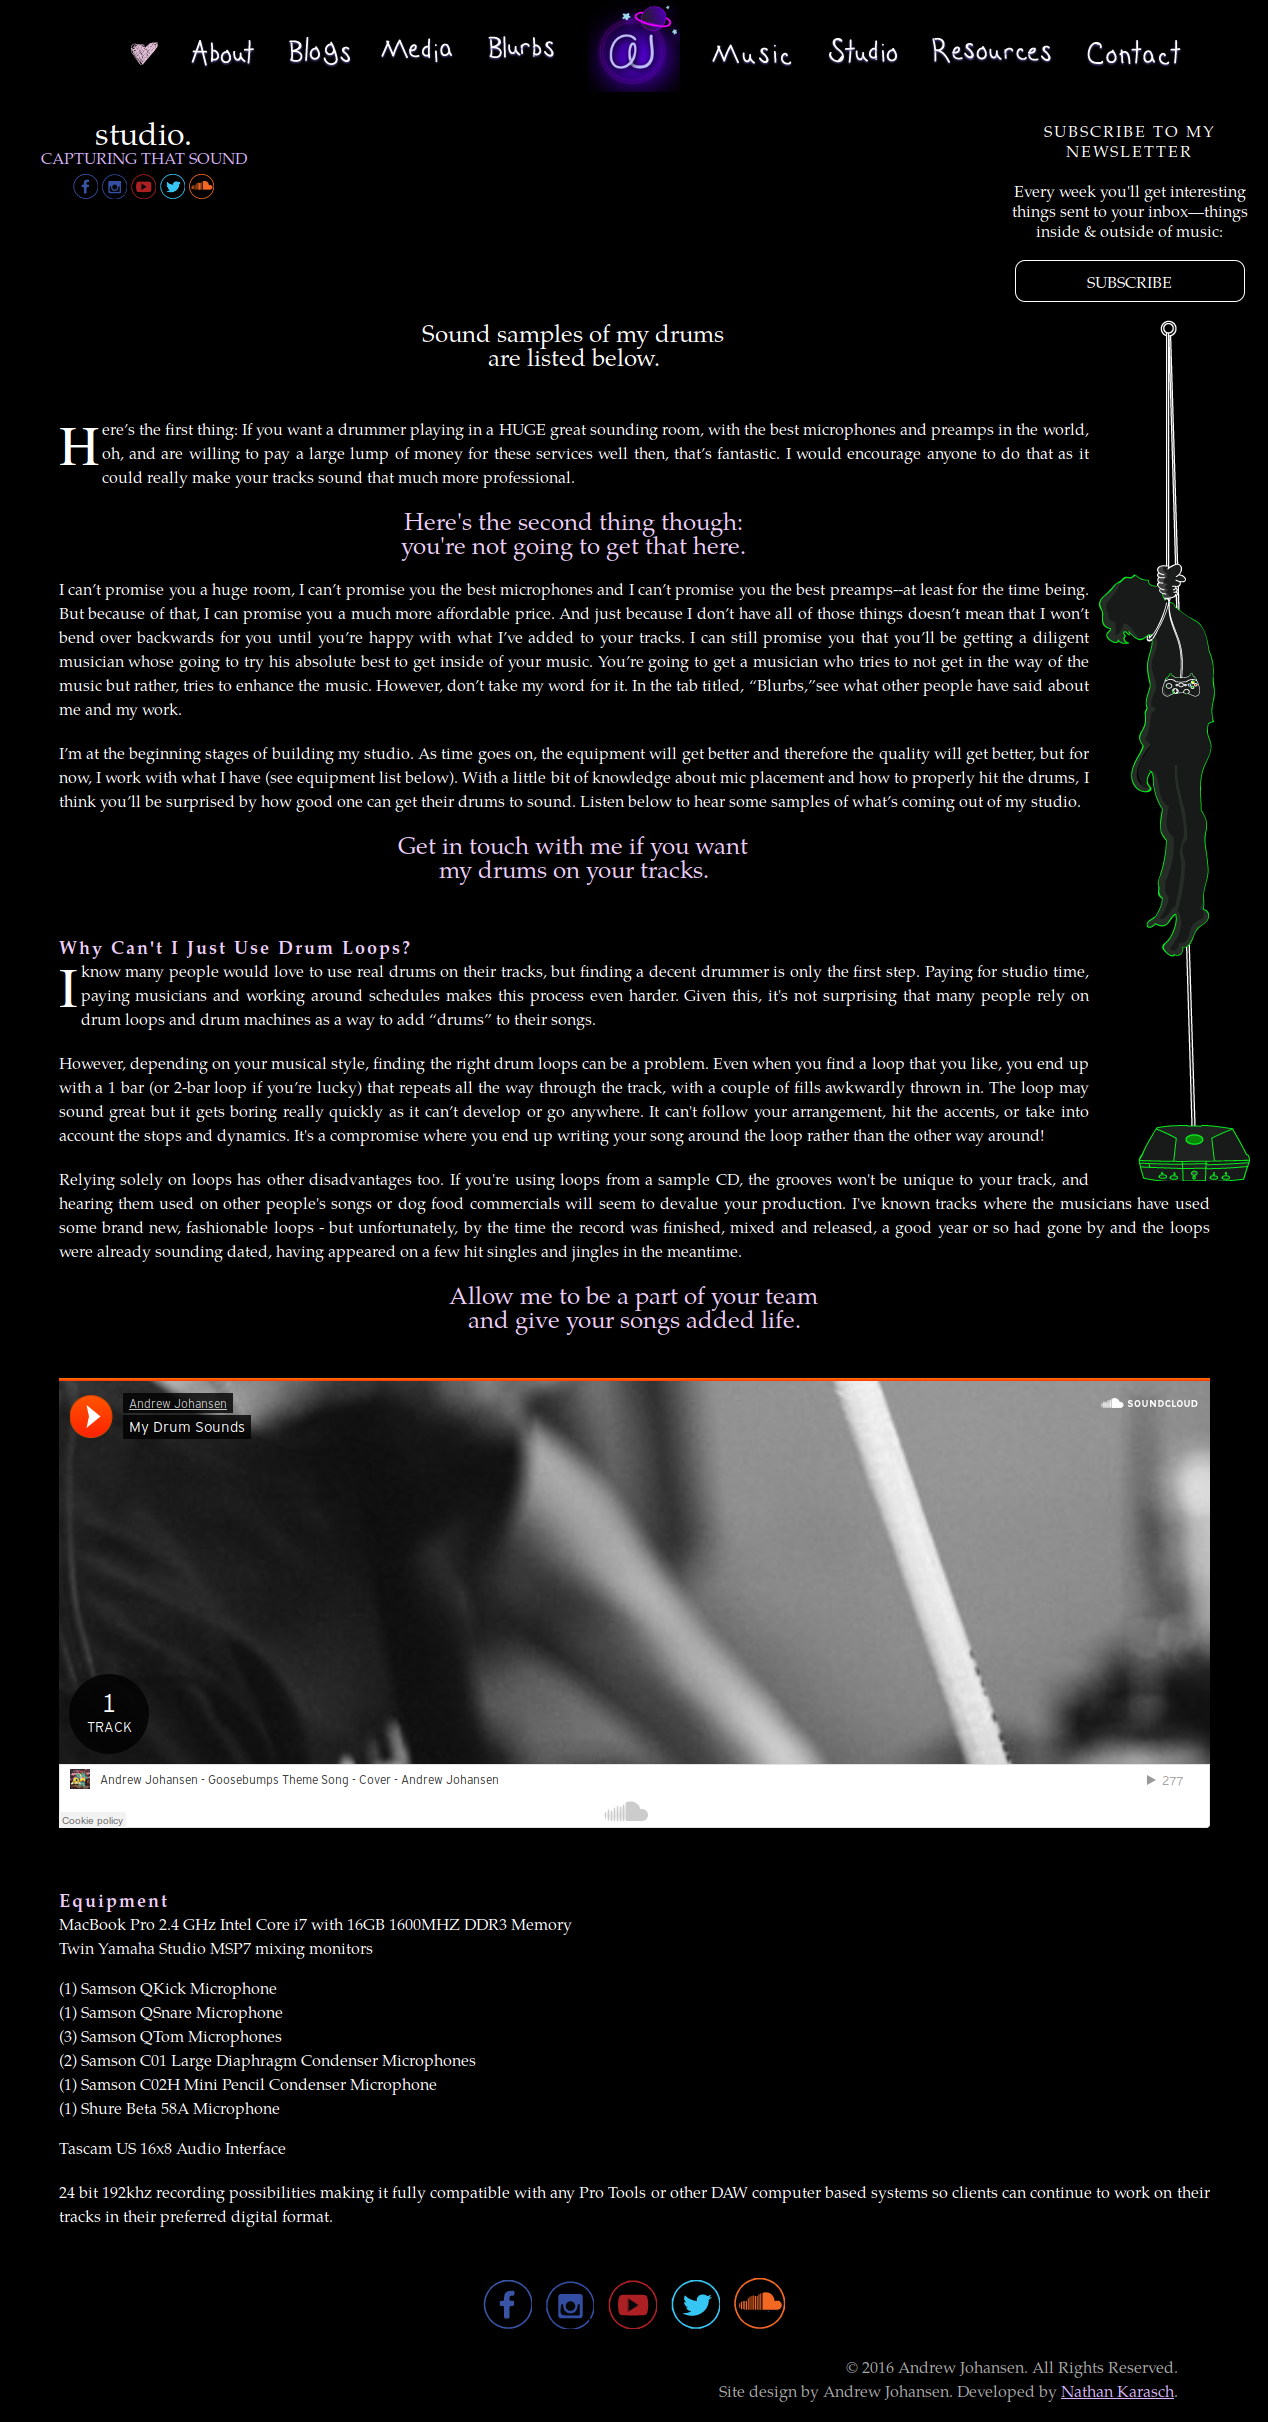 About Blogs Media Blurbs @J Music Studio Resources Contact
studio.
CAPTURING THAT SOUND
SUBSCRIBE TO MY
NEWSLETTER
Every week you'll get interesting
things sent to your inbox—things
inside & outside of music:
SUBSCRIBE
Sound samples of my drums
are listed below.
Here’s the first thing: If you want a drummer playing in a HUGE great sounding room, with the best microphones and preamps in the world,
oh, and are willing to pay a large lump of money for these services well then, that’s fantastic. I would encourage anyone to do that as it
could really make your tracks sound that much more professional.
Here's the second thing though:
you're not going to get that here.
I can’t promise you a huge room, I can’t promise you the best microphones and I can’t promise you the best preamps--at least for the time being.
But because of that, I can promise you a much more affordable price. And just because I don’t have all of those things doesn’t mean that I won’t
bend over backwards for you until you’re happy with what I’ve added to your tracks. I can still promise you that you’ll be getting a diligent
musician whose going to try his absolute best to get inside of your music. You’re going to get a musician who tries to not get in the way of the
music but rather, tries to enhance the music. However, don’t take my word for it. In the tab titled, “Blurbs,”see what other people have said about
me and my work.
I’m at the beginning stages of building my studio. As time goes on, the equipment will get better and therefore the quality will get better, but for
now, I work with what I have (see equipment list below). With a little bit of knowledge about mic placement and how to properly hit the drums, I
think you’ll be surprised by how good one can get their drums to sound. Listen below to hear some samples of what’s coming out of my studio.
Get in touch with me if you want
my drums on your tracks.
Why Can't I Just Use Drum Loops?
I know many people would love to use real drums on their tracks, but finding a decent drummer is only the first step. Paying for studio time,
paying musicians and working around schedules makes this process even harder. Given this, it's not surprising that many people rely on
drum loops and drum machines as a way to add “drums” to their songs.
However, depending on your musical style, finding the right drum loops can be a problem. Even when you find a loop that you like, you end up
with a 1 bar (or 2-bar loop if you’re lucky) that repeats all the way through the track, with a couple of fills awkwardly thrown in. The loop may
sound great but it gets boring really quickly as it can’t develop or go anywhere. It can't follow your arrangement, hit the accents, or take into
account the stops and dynamics. It's a compromise where you end up writing your song around the loop rather than the other way around!
Relying solely on loops has other disadvantages too. If you're using loops from a sample CD, the grooves won't be unique to your track, and
hearing them used on other people's songs or dog food commercials will seem to devalue your production. I've known tracks where the musicians have used
some brand new, fashionable loops - but unfortunately, by the time the record was finished, mixed and released, a good year or so had gone by and the loops
were already sounding dated, having appeared on a few hit singles and jingles in the meantime.
Allow me to be a part of your team
and give your songs added life.
Andrew Johansen
SOUNDCLOUD
My Drum Sounds
1
TRACK
Andrew Johansen - Goosebumps Theme Song - Cover - Andrew Johansen
277
Cookie policy
Equipment
MacBook Pro 2.4 GHz Intel Core i7 with 16GB 1600MHZ DDR3 Memory
Twin Yamaha Studio MSP7 mixing monitors
(1) Samson QKick Microphone
(1) Samson QSnare Microphone
(3) Samson QTom Microphones
(2) Samson C01 Large Diaphragm Condenser Microphones
(1) Samson C02H Mini Pencil Condenser Microphone
(1) Shure Beta 58A Microphone
Tascam US 16x8 Audio Interface
24 bit 192khz recording possibilities making it fully compatible with any Pro Tools or other DAW computer based systems so clients can continue to work on their
tracks in their preferred digital format.
© 2016 Andrew Johansen. All Rights Reserved.
Site design by Andrew Johansen. Developed by Nathan Karasch.